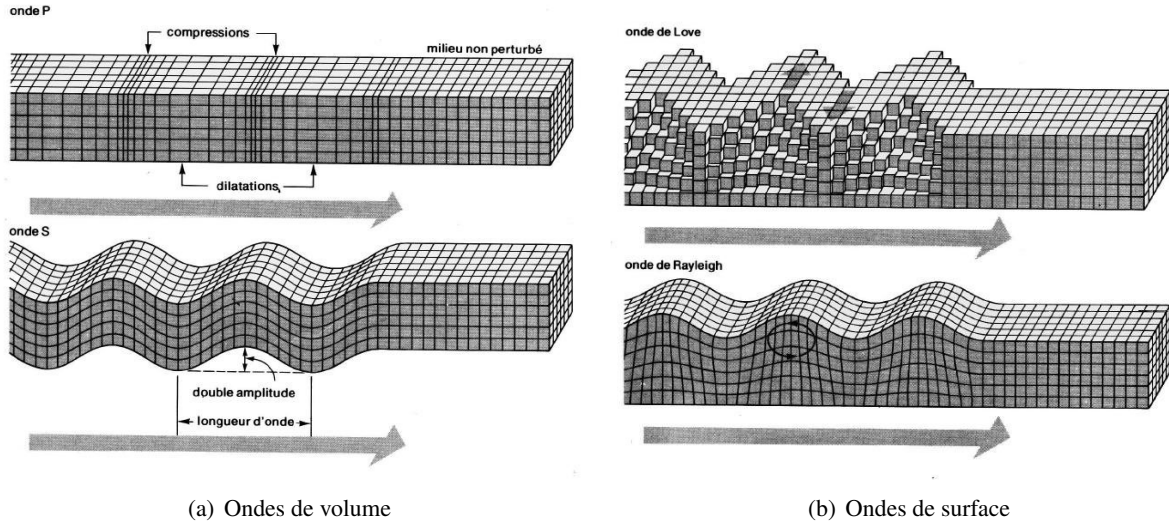 onde P
compressions
milieu non perturbé
dilatations
onde S
double amplitude
longueur d'onde
(a) Ondes de volume
onde de Love
onde de Rayleigh
(b) Ondes de surface